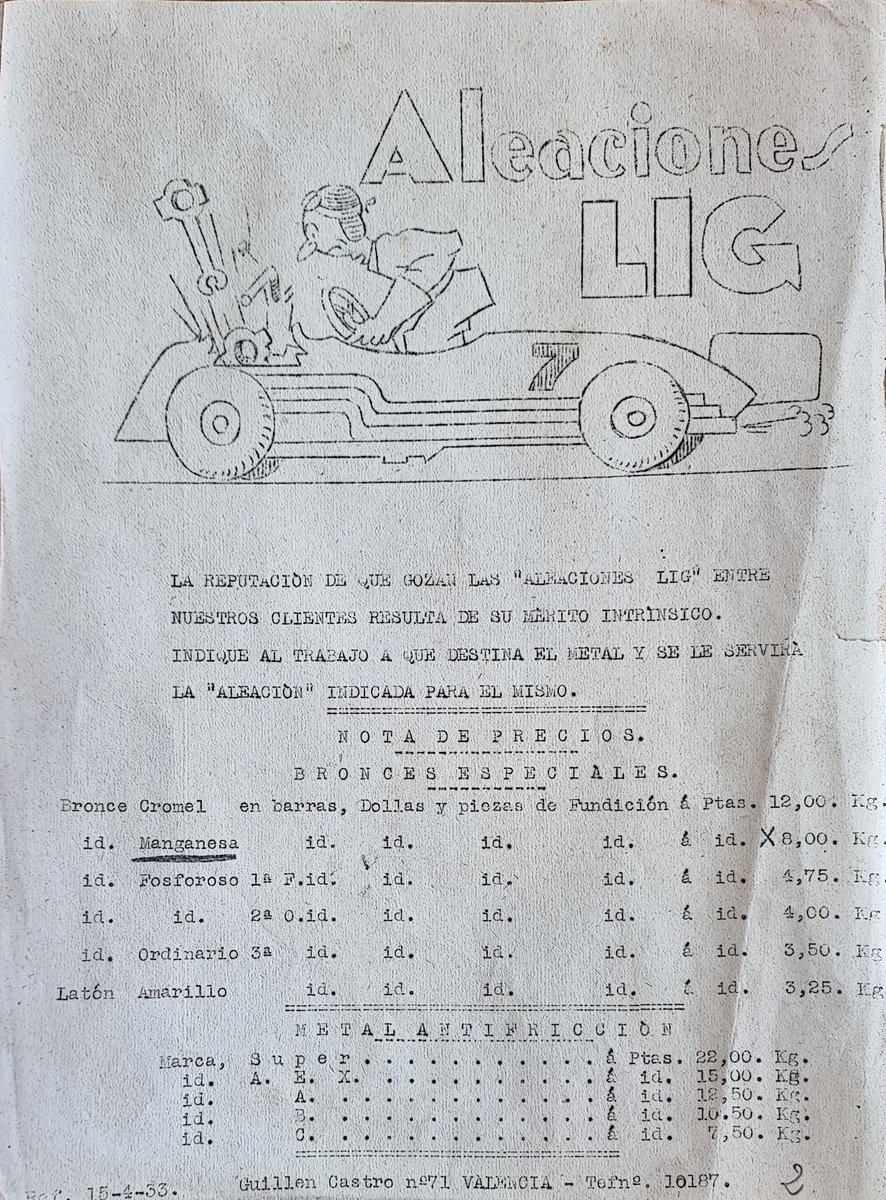 Aleaciones
LIG
7
LA REPUTACIÒN DE QUE GOZAN LAS "ALEACIONES LIG" ENTRE
NUESTROS CLIENTES RESULTA DE SU MÈRITO INTRÌNSICO.
INDIQUE AL TRABAJO A QUE DESTINA EL METAL Y SE LE SERVIRÀ
LA "ALEACIÒN" INDICADA PARA EL MISMO.
NOTA DE PRECIOS.
BRONCES ESPECIÀLES.
Bronce Cromel en barras, Dollas y piezas de Fundición á Ptas. 12,00. Kg.
id. Manganesa id. id. id. id. á id. X 8,00. Kg.
id. Fosforoso 1ª F.id. id. id. id. á id. 4,75. Kg.
id. id. 2ª O.id. id. id. id. á id. 4,00. Kg
id. Ordinario 3ª id. id. id. id. á id. 3,50. Kg
Latón Amarillo id. id. id. id. á id. 3,25. Kg
METAL ANTIFRICCIÒN
Marca, Super . . . . . . . . . . . á Ptas. 22,00. Kg.
id. A. E. X. . . . . . . . . . . á id. 15,00 Kg.
id. A. . . . . . . . . . . . á id. 12,50. Kg.
id. B. . . . . . . . . . . . á id. 10.50. Kg.
id. C. . . . . . . . . . . . á id. 7,50. Kg.
15-4-33. Guillen Castro nº71 VALENCIA - Tefnº. 10187. 2